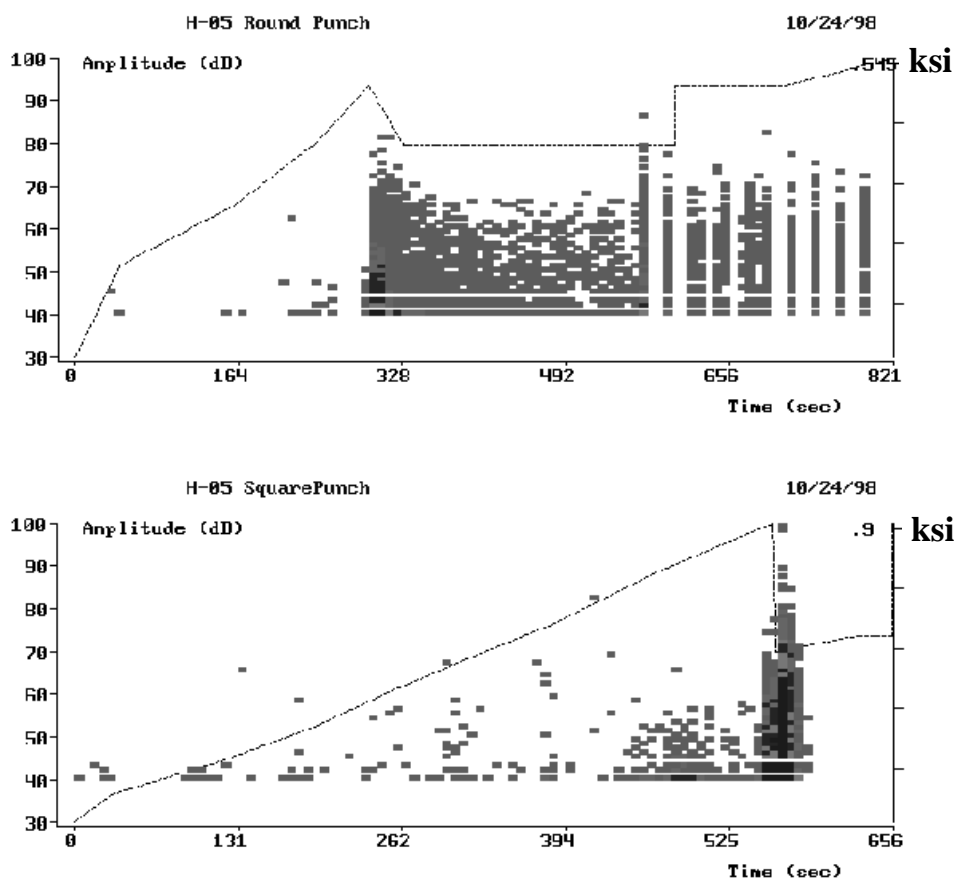 H-05 Round Punch 10/24/98
Amplitude (dD) .545 ksi
100
90
80
70
60
50
40
30
0 164 328 492 656 821
Time (sec)
H-05 SquarePunch 10/24/98
Amplitude (dD) .9 ksi
100
90
80
70
60
50
40
30
0 131 262 394 525 656
Time (sec)